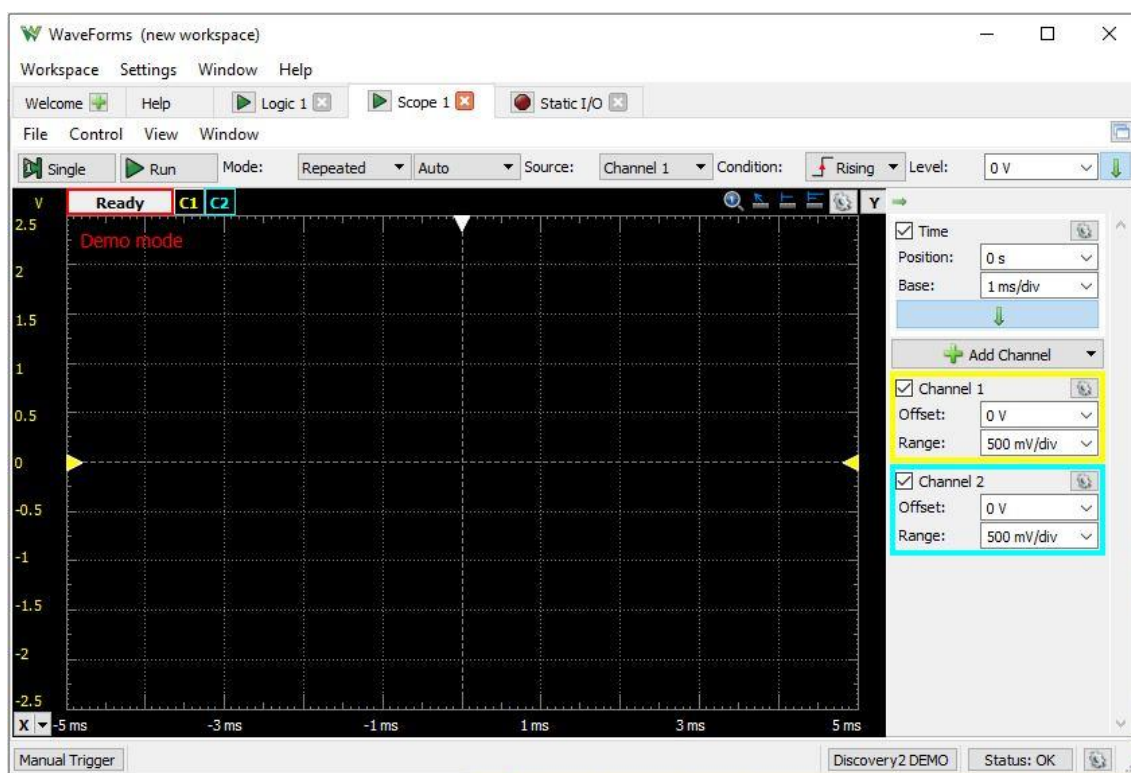 WaveForms (new workspace)
Workspace Settings Window Help
Welcome Help Logic 1 Scope 1 Static I/O
File Control View Window
Single Run Mode: Repeated Auto Source: Channel 1 Condition: Rising Level: 0 V
V Ready C1 C2 Y
Demo mode
2.5
2
1.5
1
0.5
0
-0.5
-1
-1.5
-2
-2.5
X -5 ms -3 ms -1 ms 1 ms 3 ms 5 ms
Time
Position: 0 s
Base: 1 ms/div
Add Channel
Channel 1
Offset: 0 V
Range: 500 mV/div
Channel 2
Offset: 0 V
Range: 500 mV/div
Manual Trigger Discovery2 DEMO Status: OK